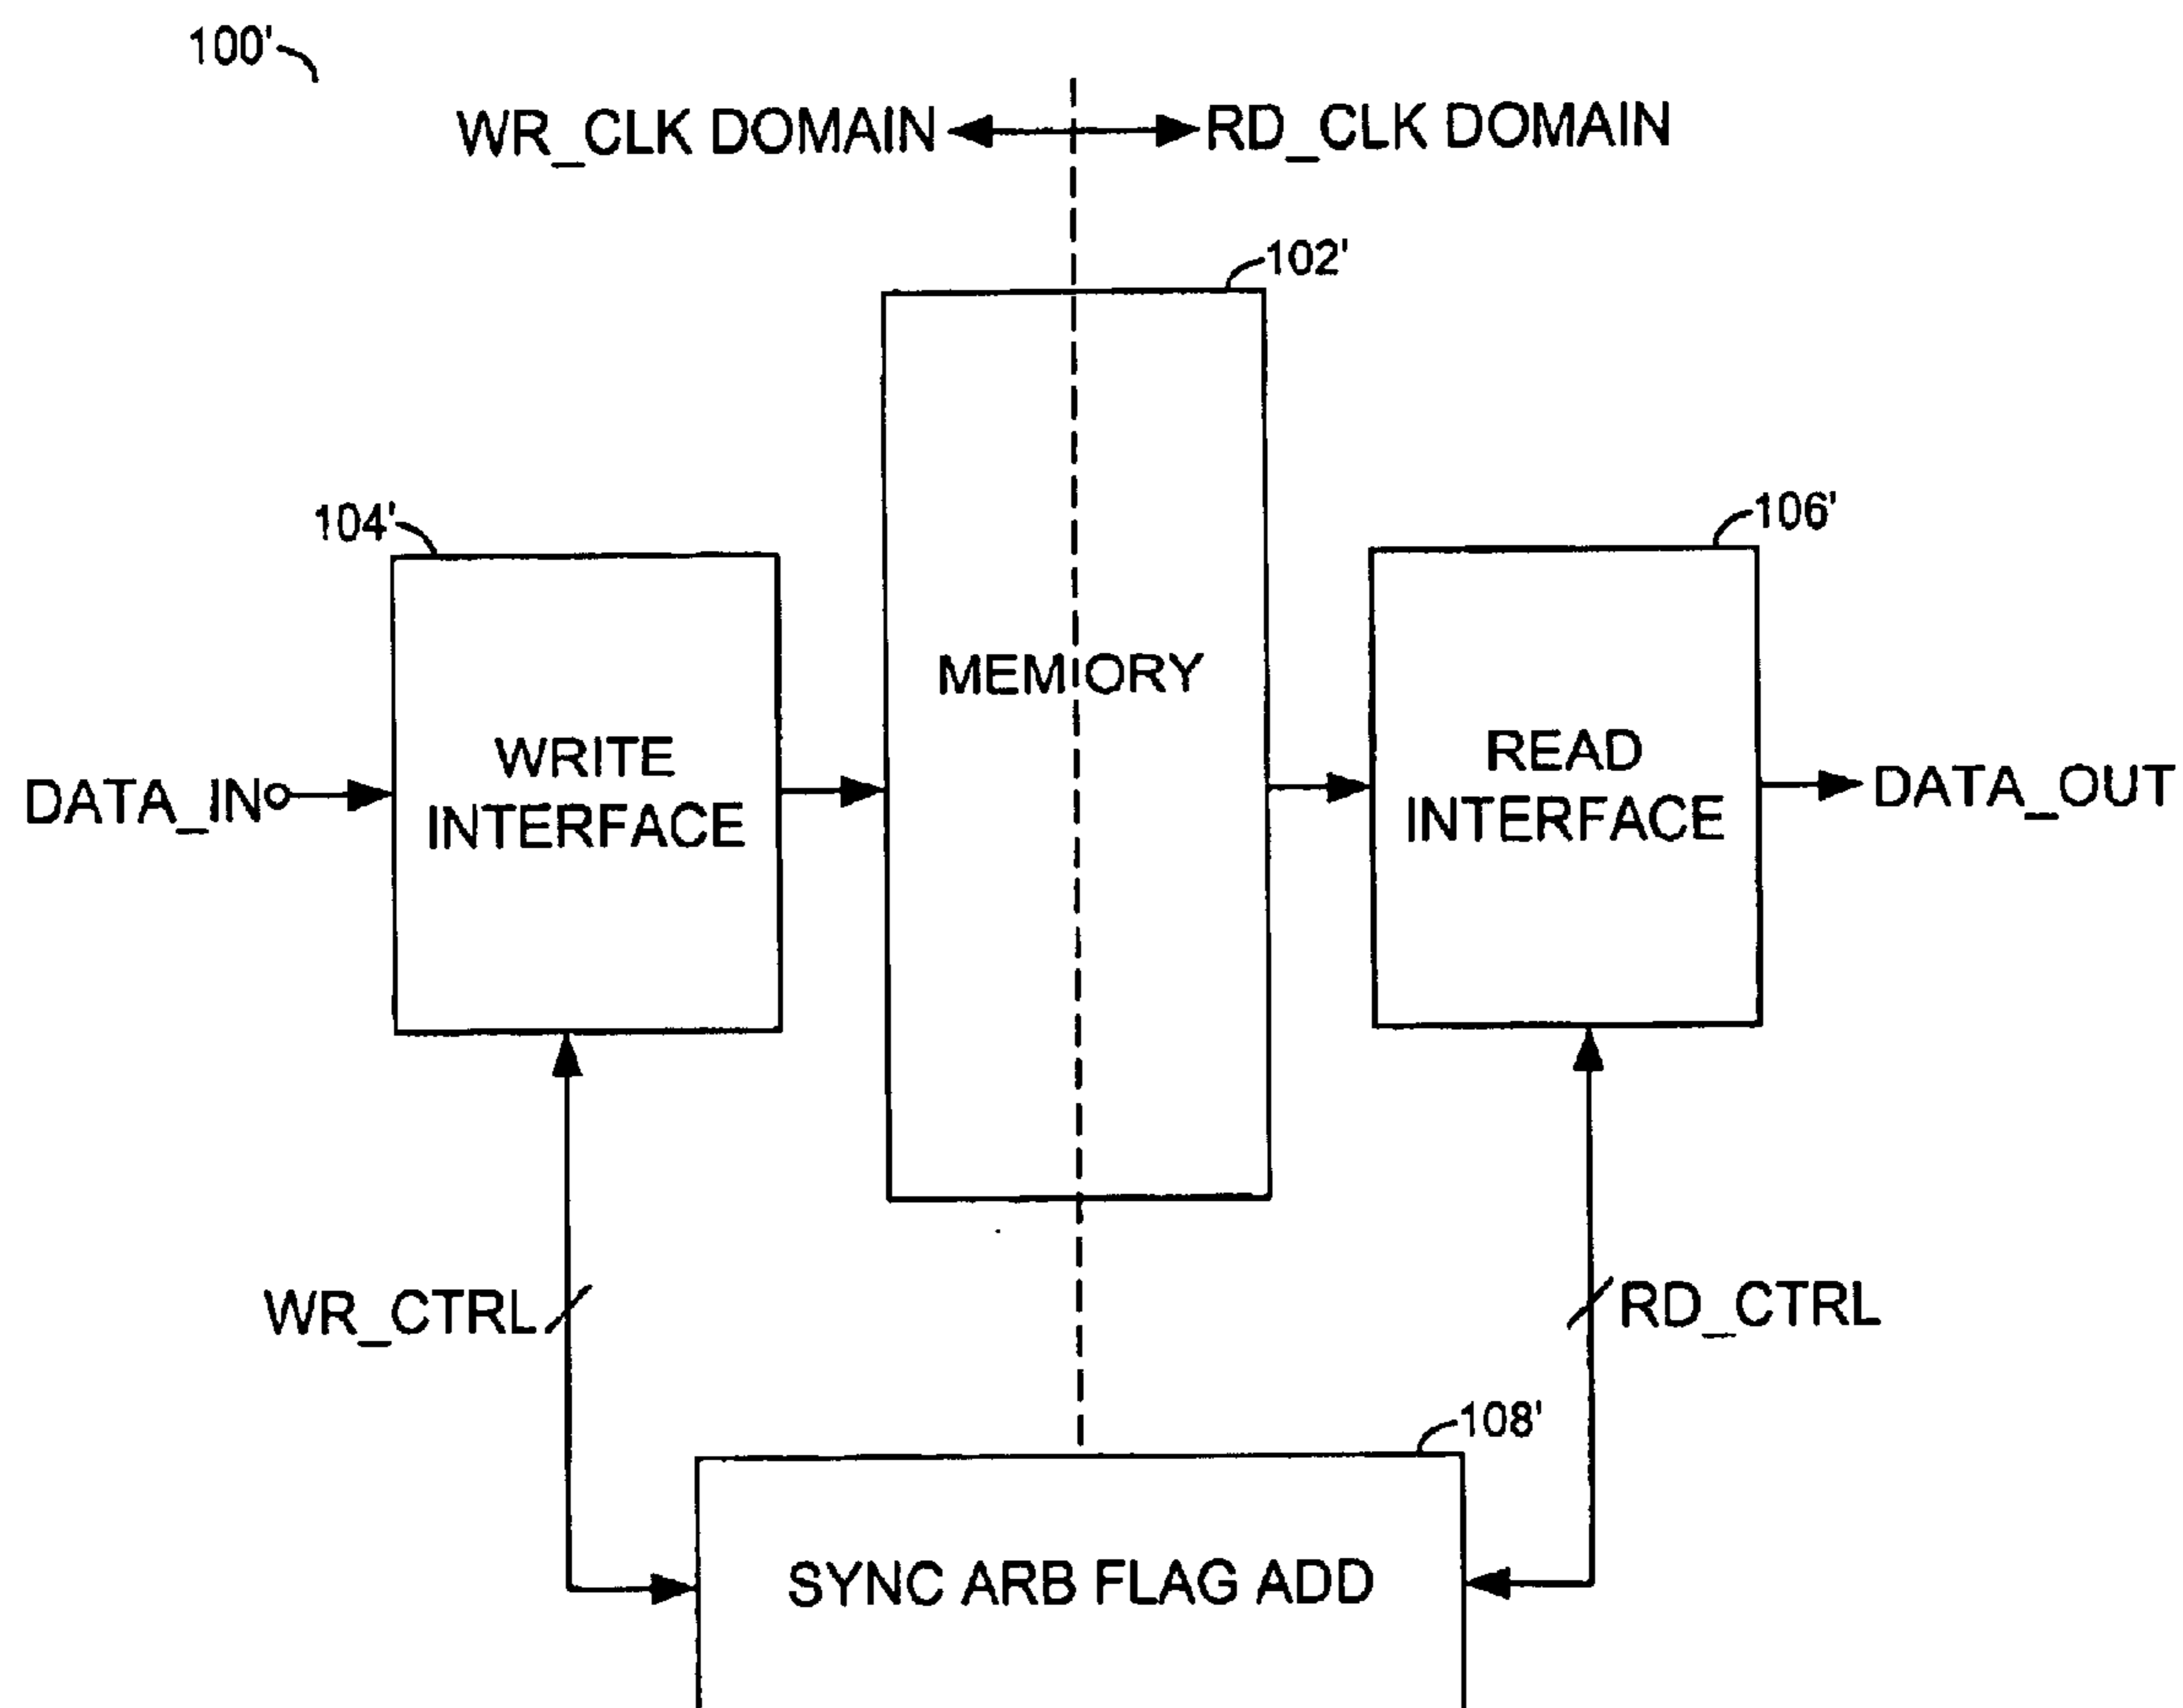 100'
WR_CLK DOMAIN
RD_CLK DOMAIN
102'
MEMORY
104'
WRITE
INTERFACE
106'
READ
INTERFACE
DATA_IN
DATA_OUT
WR_CTRL
RD_CTRL
108'
SYNC ARB FLAG ADD